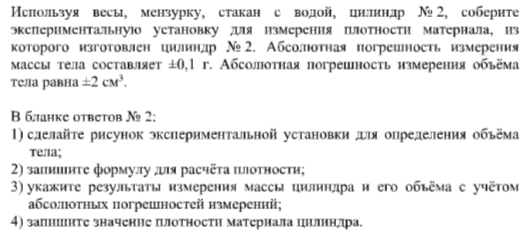 Используя весы, мензурку, стакан с водой, цилиндр № 2, соберите
экспериментальную установку для измерения плотности материала, из
которого изготовлен цилиндр № 2. Абсолютная погрешность измерения
массы тела составляет ±0,1 г. Абсолютная погрешность измерения объёма
тела равна ±2 см³.
В бланке ответов № 2:
1) сделайте рисунок экспериментальной установки для определения объёма
тела;
2) запишите формулу для расчёта плотности;
3) укажите результаты измерения массы цилиндра и его объёма с учётом
абсолютных погрешностей измерений;
4) запишите значение плотности материала цилиндра.